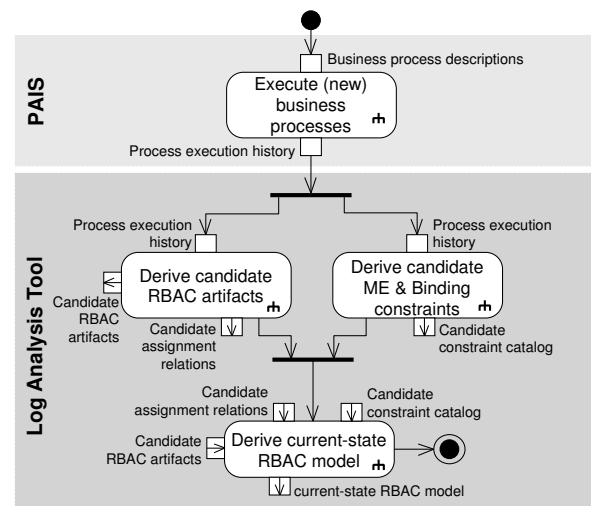 Business process descriptions
PAIS
Execute (new)
business
processes
Process execution history
Log Analysis Tool
Process execution
history
Process execution
history
Derive candidate
RBAC artifacts
Derive candidate
ME & Binding
constraints
Candidate
RBAC
artifacts
Candidate
assignment
relations
Candidate
constraint catalog
Candidate
assignment relations
Candidate
constraint catalog
Candidate
RBAC artifacts
Derive current-state
RBAC model
current-state RBAC model